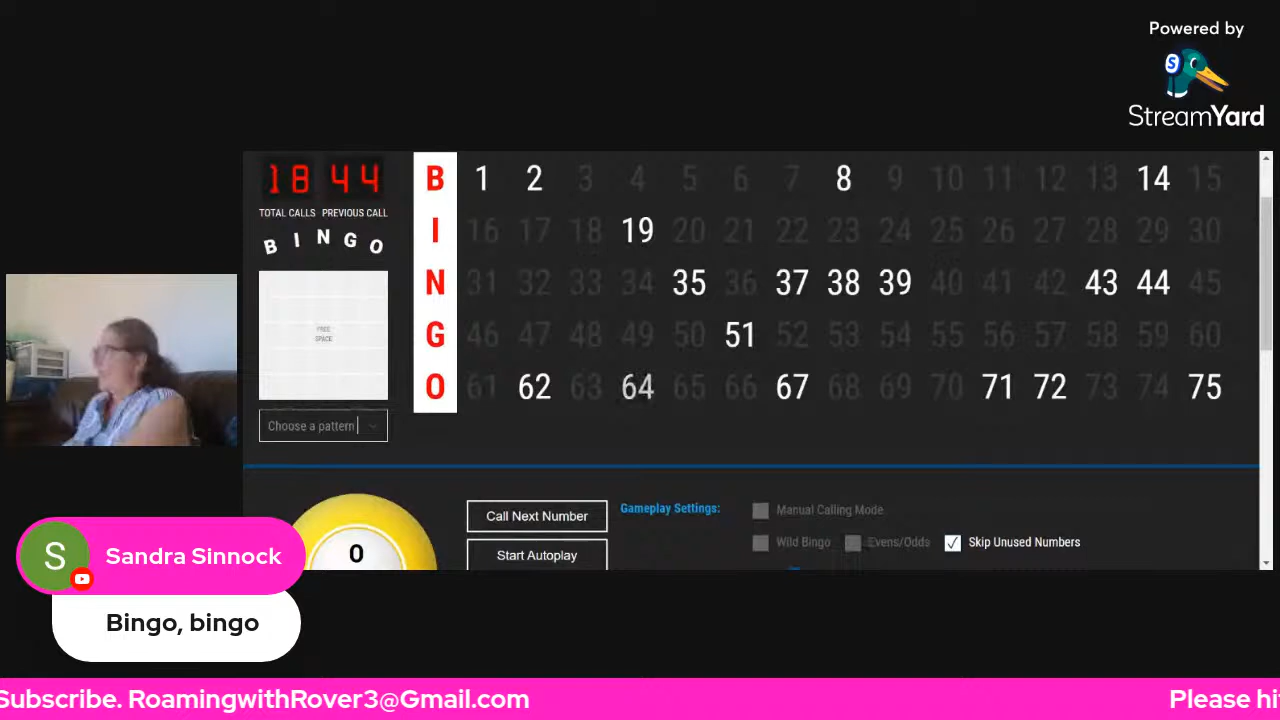 Powered by
S
StreamYard
18 44
TOTAL CALLS PREVIOUS CALL
BINGO
FREE
SPACE
Choose a pattern
B 1 2 3 4 5 6 7 8 9 10 11 12 13 14 15
I 16 17 18 19 20 21 22 23 24 25 26 27 28 29 30
N 31 32 33 34 35 36 37 38 39 40 41 42 43 44 45
G 46 47 48 49 50 51 52 53 54 55 56 57 58 59 60
O 61 62 63 64 65 66 67 68 69 70 71 72 73 74 75
0
Call Next Number
Start Autoplay
Gameplay Settings:
Manual Calling Mode
Wild Bingo Evens/Odds Skip Unused Numbers
S Sandra Sinnock
Bingo, bingo
Subscribe. RoamingwithRover3@Gmail.com Please hi